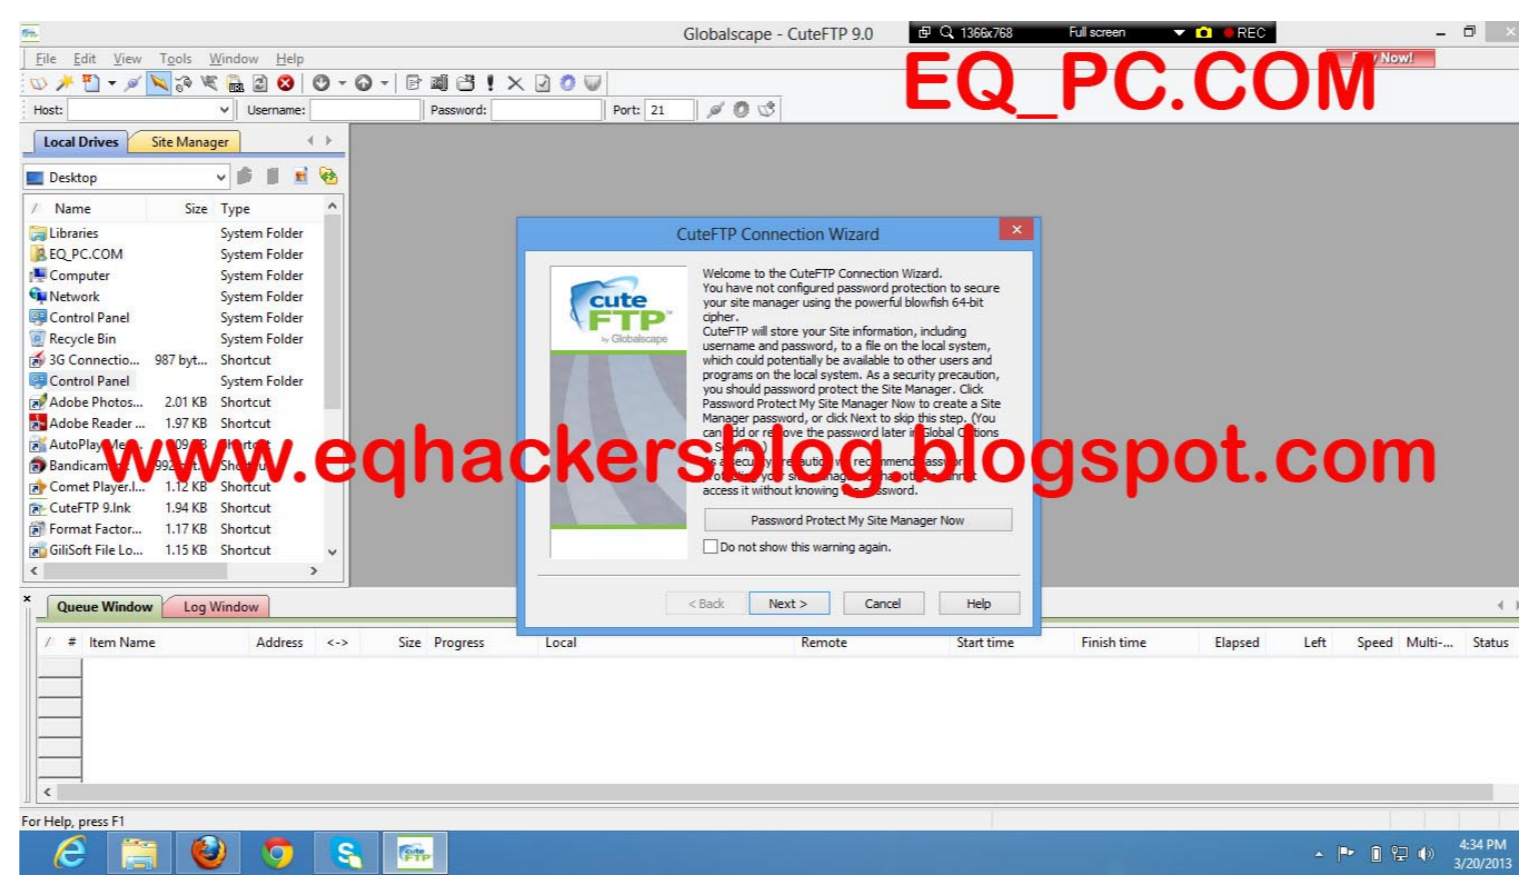 Globalscape - CuteFTP 9.0
1366x768 Full screen REC
File Edit View Tools Window Help
Now!
EQ_PC.COM
Host: Username: Password: Port: 21
Local Drives Site Manager
Desktop
Name Size Type
Libraries System Folder
EQ_PC.COM System Folder
Computer System Folder
Network System Folder
Control Panel System Folder
Recycle Bin System Folder
3G Connectio... 987 byt... Shortcut
Control Panel System Folder
Adobe Photos... 2.01 KB Shortcut
Adobe Reader ... 1.97 KB Shortcut
www.eqhackersblog.blogspot.com
Comet Player.l... 1.12 KB Shortcut
CuteFTP 9.lnk 1.94 KB Shortcut
Format Factor... 1.17 KB Shortcut
GiliSoft File Lo... 1.15 KB Shortcut
CuteFTP Connection Wizard
cute
FTP
by Globalscape
Welcome to the CuteFTP Connection Wizard.
You have not configured password protection to secure
your site manager using the powerful blowfish 64-bit
cipher.
CuteFTP will store your Site information, including
username and password, to a file on the local system,
which could potentially be available to other users and
programs on the local system. As a security precaution,
you should password protect the Site Manager. Click
Password Protect My Site Manager Now to create a Site
Manager password, or click Next to skip this step. (You
access it without knowing password.
Password Protect My Site Manager Now
Do not show this warning again.
< Back Next > Cancel Help
Queue Window Log Window
/ # Item Name Address <-> Size Progress Local Remote Start time Finish time Elapsed Left Speed Multi-... Status
For Help, press F1
cute FTP
4:34 PM
3/20/2013